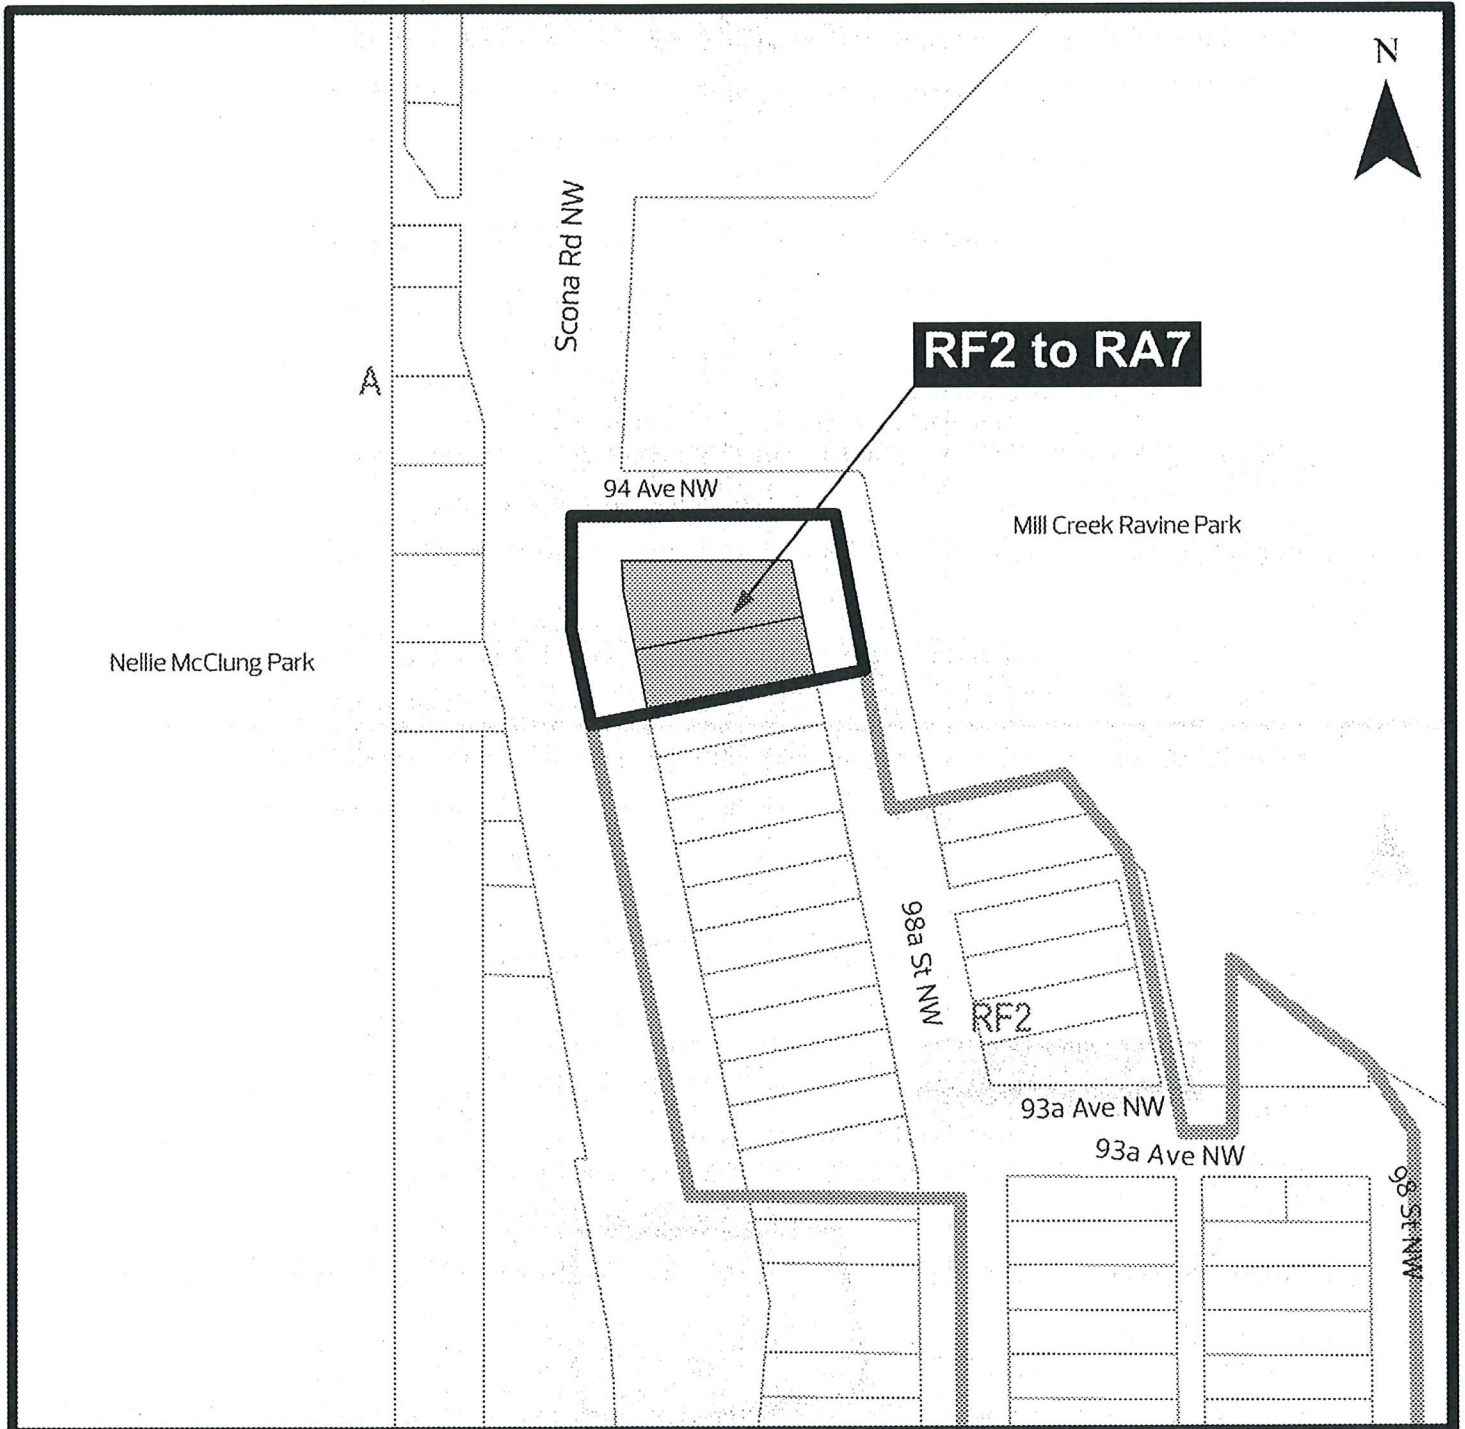 N
Scona Rd NW
RF2 to RA7
A
94 Ave NW
Mill Creek Ravine Park
Nellie McClung Park
98a St NW
RF2
93a Ave NW
93a Ave NW
98 St NW